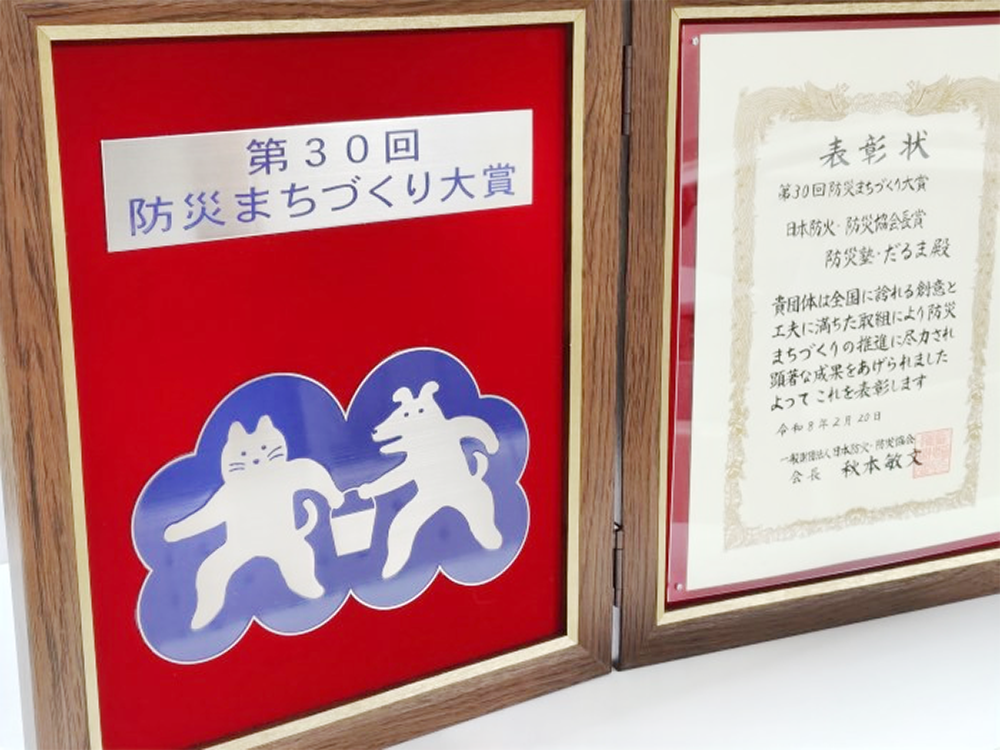 第30回
防災まちづくり大賞
表彰状
第30回防災まちづくり大賞
日本防火・防災協会長賞
防災塾・だるま殿
貴団体は全国に誇れる創意と
工夫に満ちた取組により防災
まちづくりの推進に尽力され
顕著な成果をあげられました
よってこれを表彰します
令和8年2月20日
一般財団法人日本防火・防災協会
会長 秋本敏文